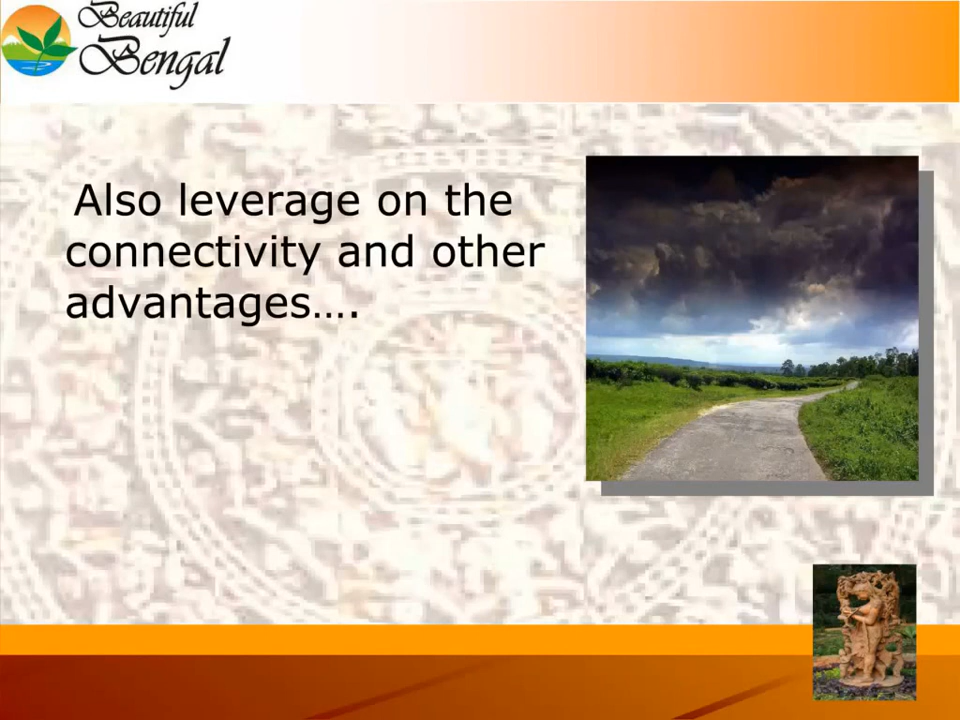 Beautiful
Bengal
Also leverage on the
connectivity and other
advantages….